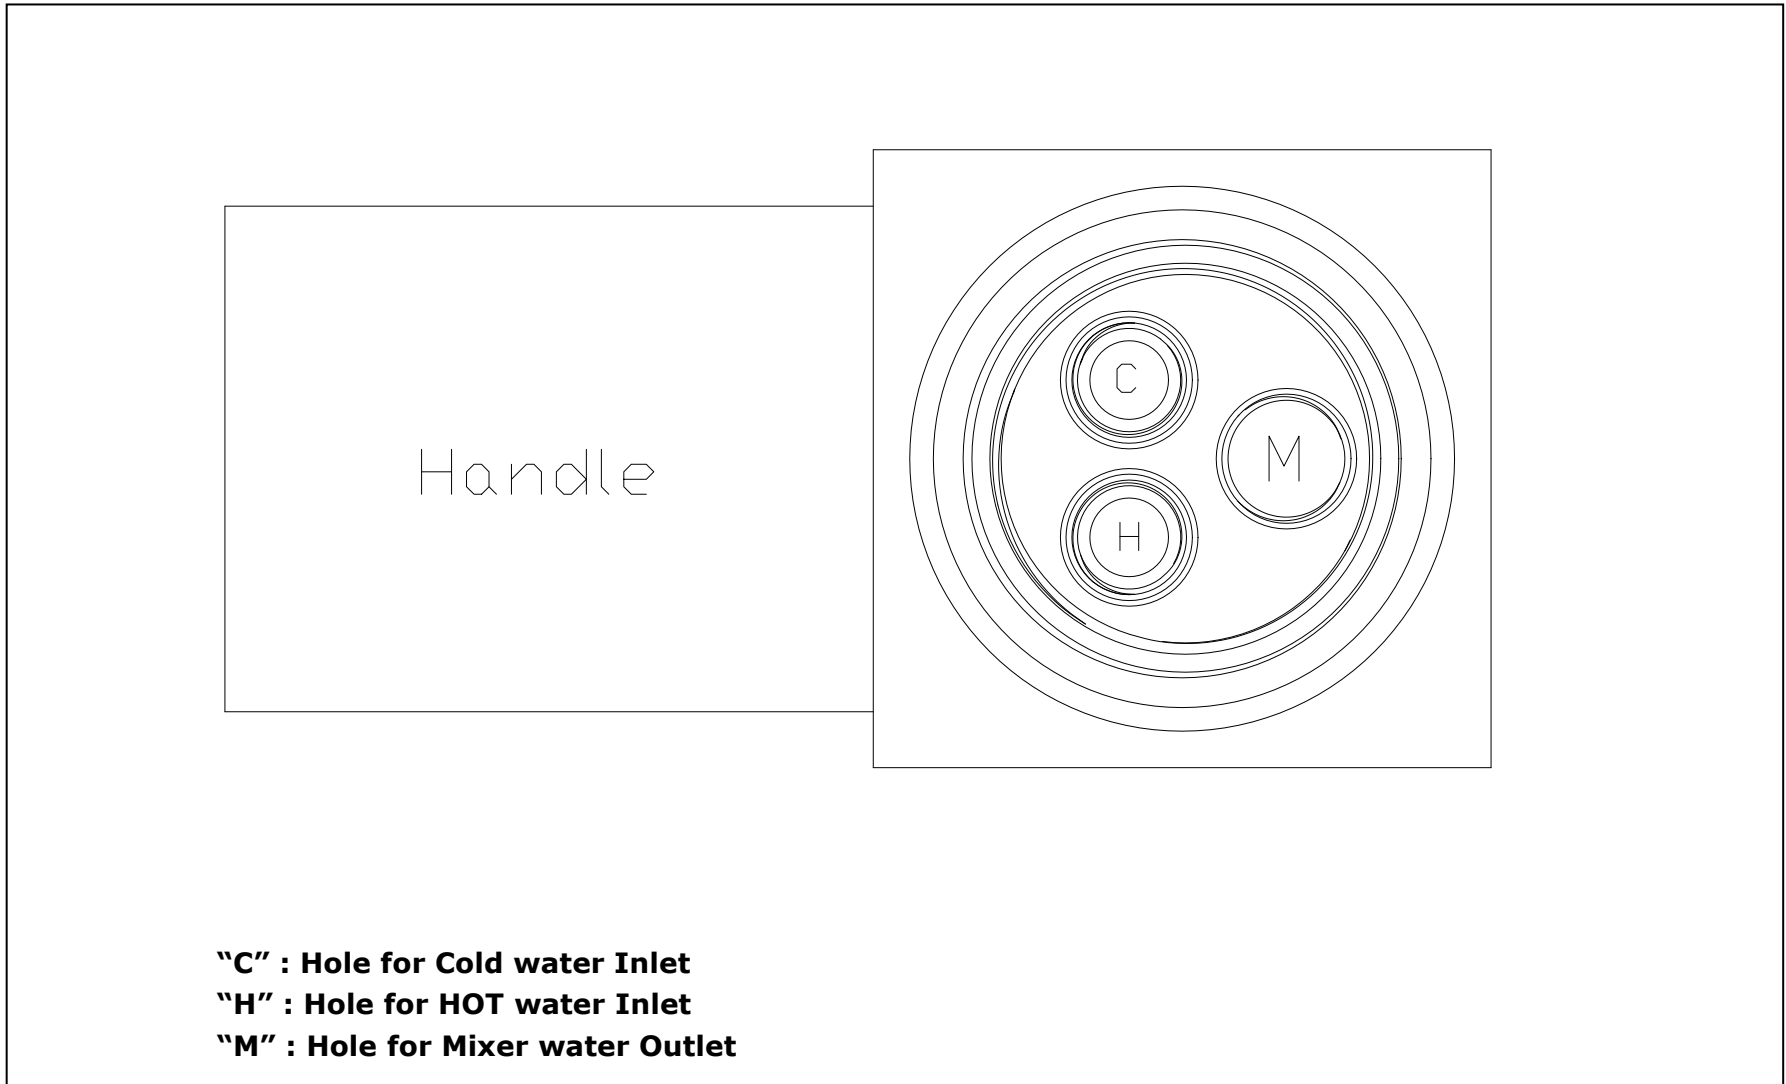 C
Handle
M
H
“C” : Hole for Cold water Inlet
“H” : Hole for HOT water Inlet
“M” : Hole for Mixer water Outlet